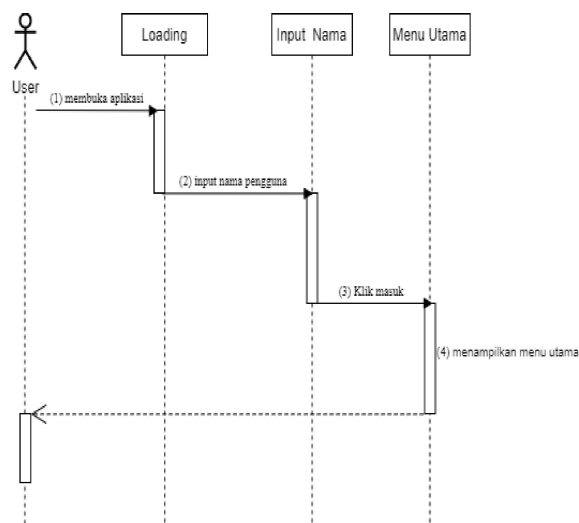 Loading
Input Nama
Menu Utama
User
(1) membuka aplikasi
(2) input nama pengguna
(3) Klik masuk
(4) menampilkan menu utama